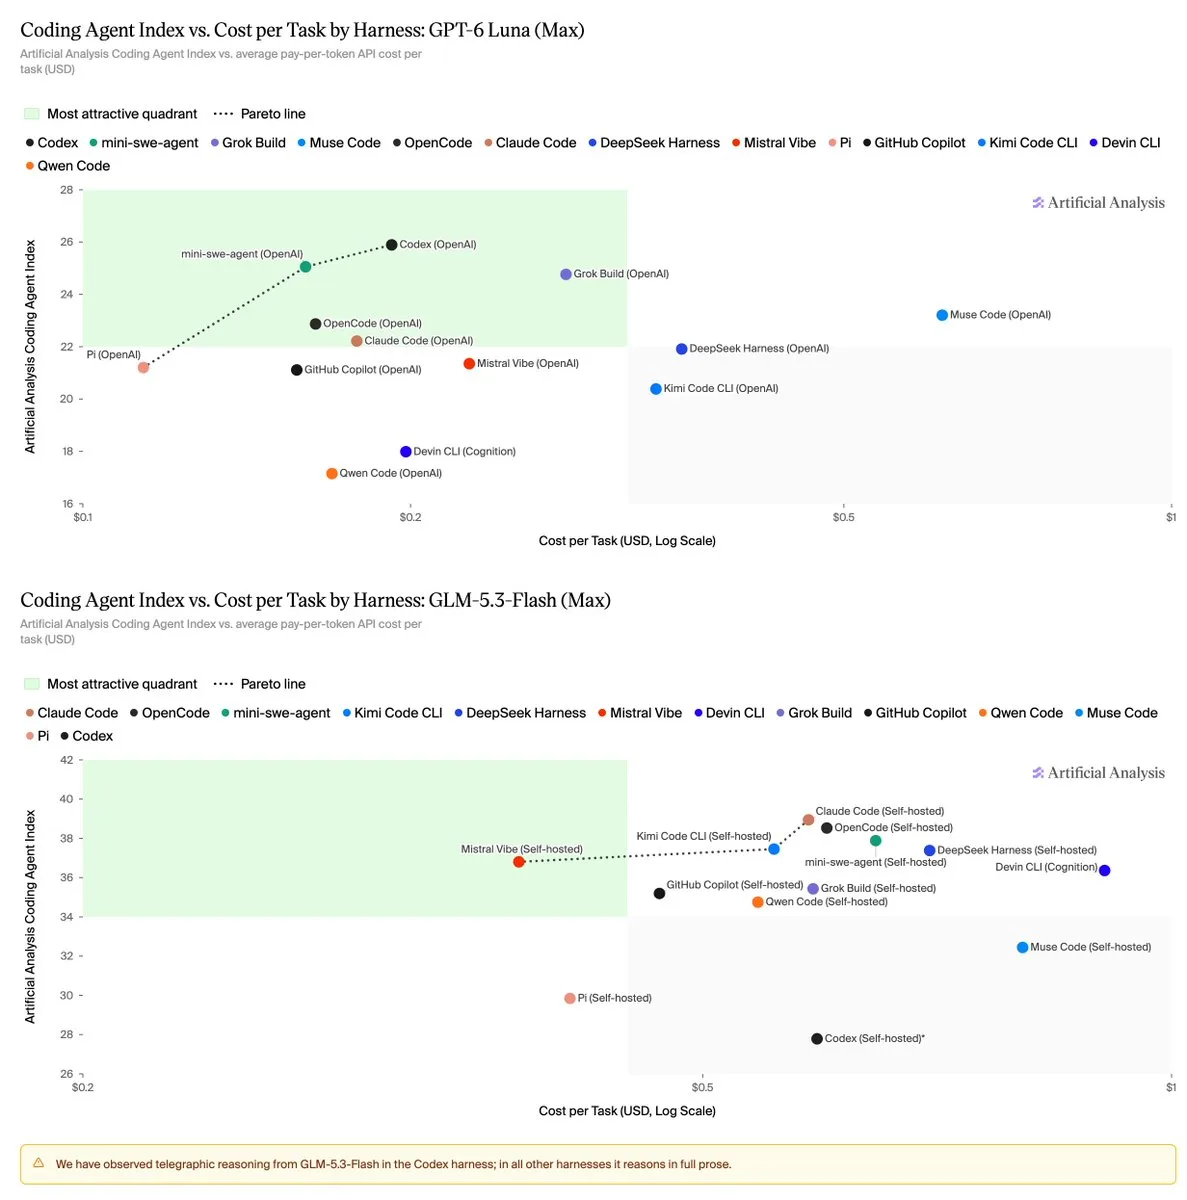 Coding Agent Index vs. Cost per Task by Harness: GPT-6 Luna (Max)
Artificial Analysis Coding Agent Index vs. average pay-per-token API cost per
task (USD)
Most attractive quadrant Pareto line
Codex mini-swe-agent Grok Build Muse Code OpenCode Claude Code DeepSeek Harness Mistral Vibe Pi GitHub Copilot Kimi Code CLI Devin CLI
Qwen Code
28
Artificial Analysis
26
Codex (OpenAI)
mini-swe-agent (OpenAI)
Grok Build (OpenAI)
24
Muse Code (OpenAI)
OpenCode (OpenAI)
Claude Code (OpenAI)
22
DeepSeek Harness (OpenAI)
Pi (OpenAI)
Mistral Vibe (OpenAI)
GitHub Copilot (OpenAI)
Kimi Code CLI (OpenAI)
20
18
Devin CLI (Cognition)
Qwen Code (OpenAI)
16
Artificial Analysis Coding Agent Index
$0.1 $0.2 $0.5 $1
Cost per Task (USD, Log Scale)
Coding Agent Index vs. Cost per Task by Harness: GLM-5.3-Flash (Max)
Artificial Analysis Coding Agent Index vs. average pay-per-token API cost per
task (USD)
Most attractive quadrant Pareto line
Claude Code OpenCode mini-swe-agent Kimi Code CLI DeepSeek Harness Mistral Vibe Devin CLI Grok Build GitHub Copilot Qwen Code Muse Code
Pi Codex
42
Artificial Analysis
40
Claude Code (Self-hosted)
OpenCode (Self-hosted)
38
Kimi Code CLI (Self-hosted)
Mistral Vibe (Self-hosted)
DeepSeek Harness (Self-hosted)
mini-swe-agent (Self-hosted)
Devin CLI (Cognition)
36
GitHub Copilot (Self-hosted)
Grok Build (Self-hosted)
Qwen Code (Self-hosted)
34
Muse Code (Self-hosted)
32
30
Pi (Self-hosted)
28
Codex (Self-hosted)*
26
Artificial Analysis Coding Agent Index
$0.2 $0.5 $1
Cost per Task (USD, Log Scale)
We have observed telegraphic reasoning from GLM-5.3-Flash in the Codex harness; in all other harnesses it reasons in full prose.